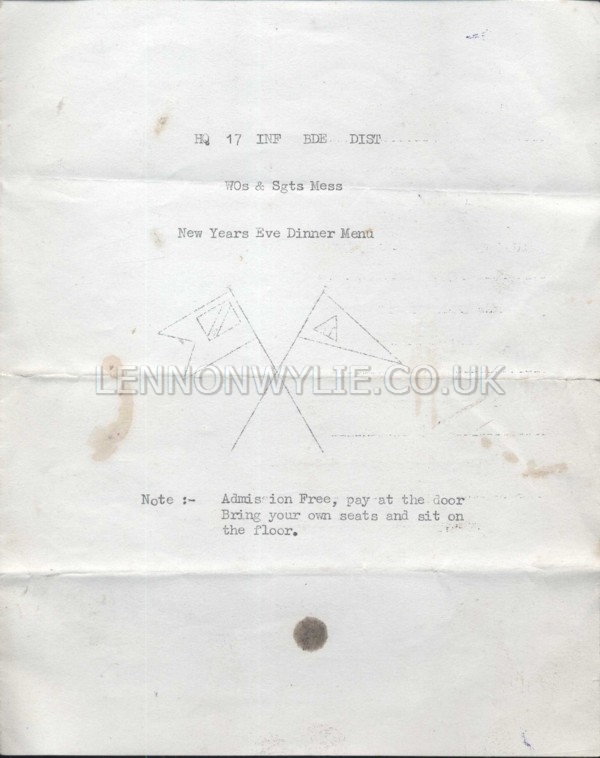 HQ 17 INF BDE DIST
WOs & Sgts Mess
New Years Eve Dinner Menu
LENNONWYLIE.CO.UK
Note :- Admission Free, pay at the door
Bring your own seats and sit on
the floor.